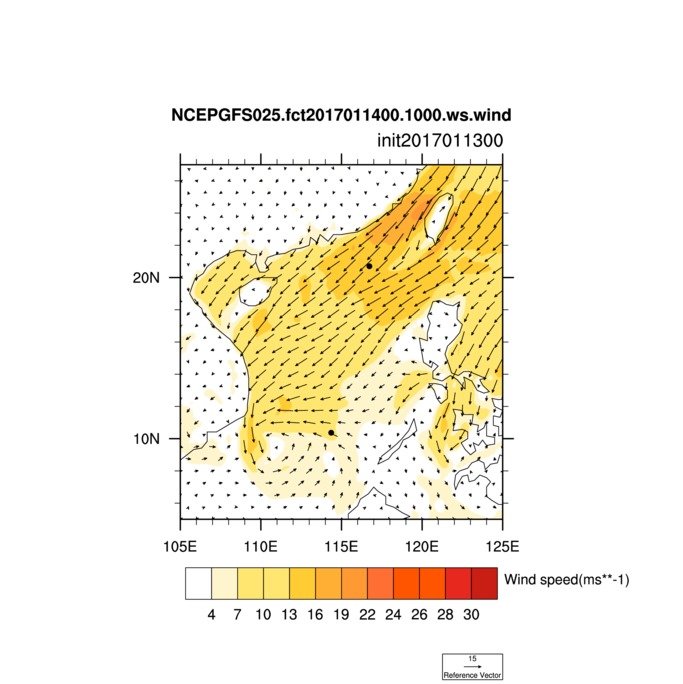 NCEPGFS025.fct2017011400.1000.ws.wind
init2017011300
20N
10N
105E 110E 115E 120E 125E
4 7 10 13 16 19 22 24 26 28 30
Wind speed(ms**-1)
15
Reference Vector